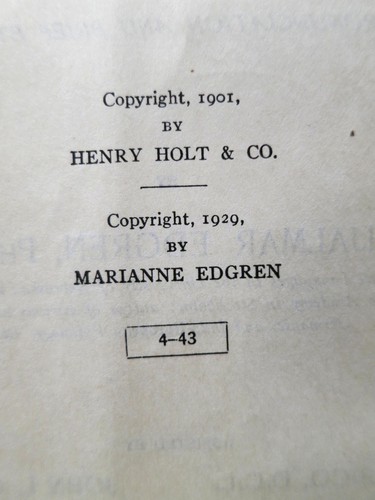 Copyright, 1901,
BY
HENRY HOLT & CO.
Copyright, 1929,
BY
MARIANNE EDGREN
4-43